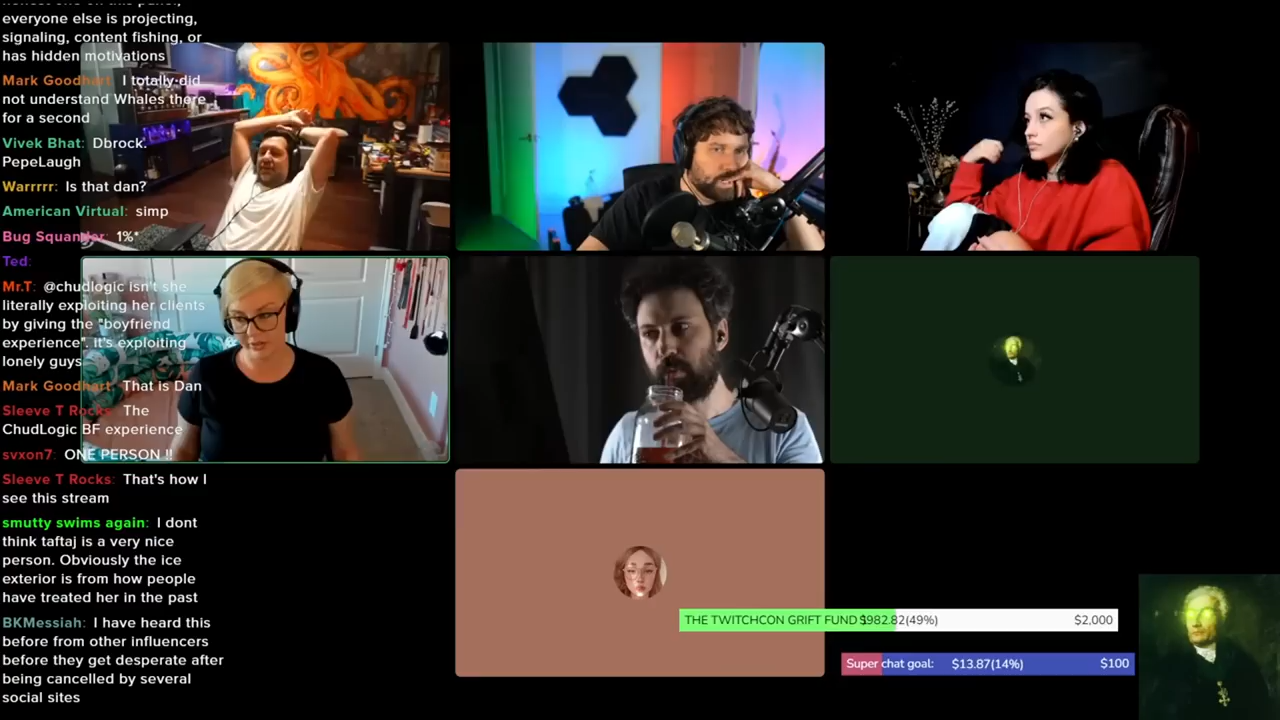 honest one on this panel,
everyone else is projecting,
signaling, content fishing, or
has hidden motivations
Mark Goodhart: I totally did
not understand Whales there
for a second
Vivek Bhat: Dbrock.
PepeLaugh
Warrrrr: Is that dan?
American Virtual: simp
Bug Squander: 1%*
Ted:
Mr.T: @chudlogic isn't she
literally exploiting her clients
by giving the "boyfriend
experience". It's exploiting
lonely guys
Mark Goodhart: That is Dan
Sleeve T Rocks: The
ChudLogic BF experience
svxon7: ONE PERSON !!
Sleeve T Rocks: That's how I
see this stream
smutty swims again: I dont
think taftaj is a very nice
person. Obviously the ice
exterior is from how people
have treated her in the past
BKMessiah: I have heard this
before from other influencers
before they get desperate after
being cancelled by several
social sites
THE TWITCHCON GRIFT FUND $982.82(49%) $2,000
Super chat goal: $13.87(14%) $100